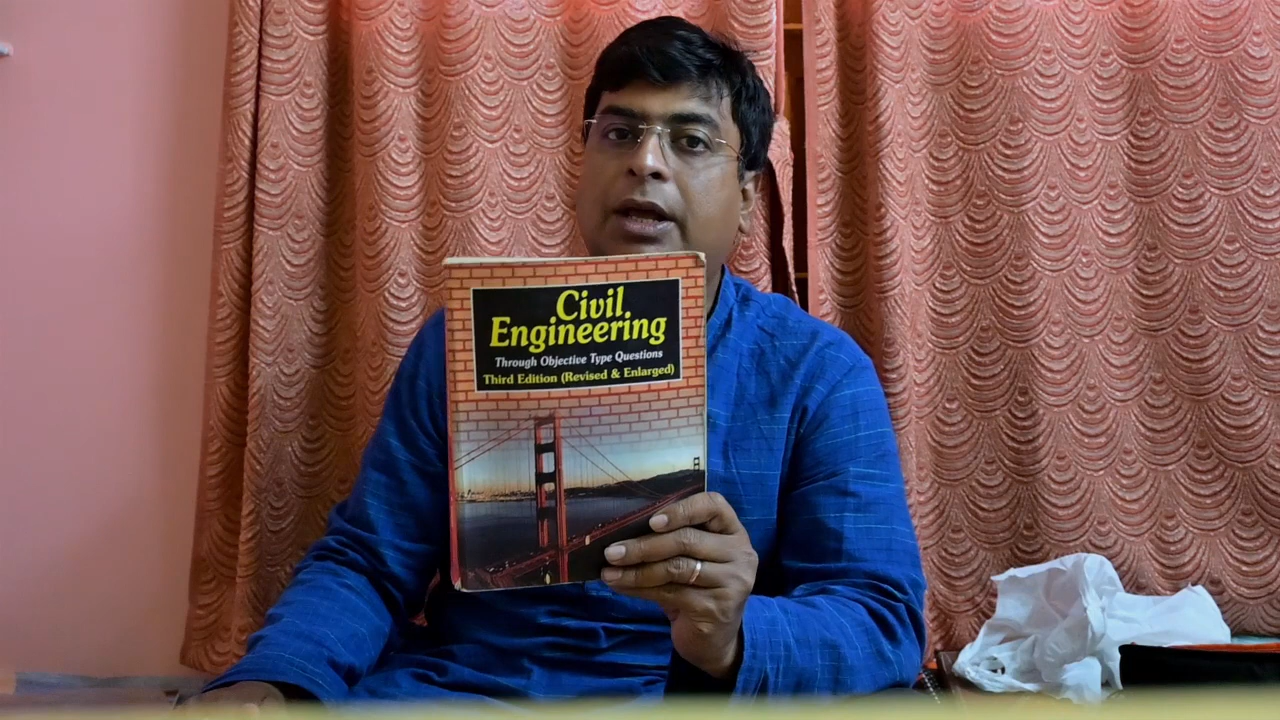 Civil
Engineering
Through Objective Type Questions
Third Edition (Revised & Enlarged)